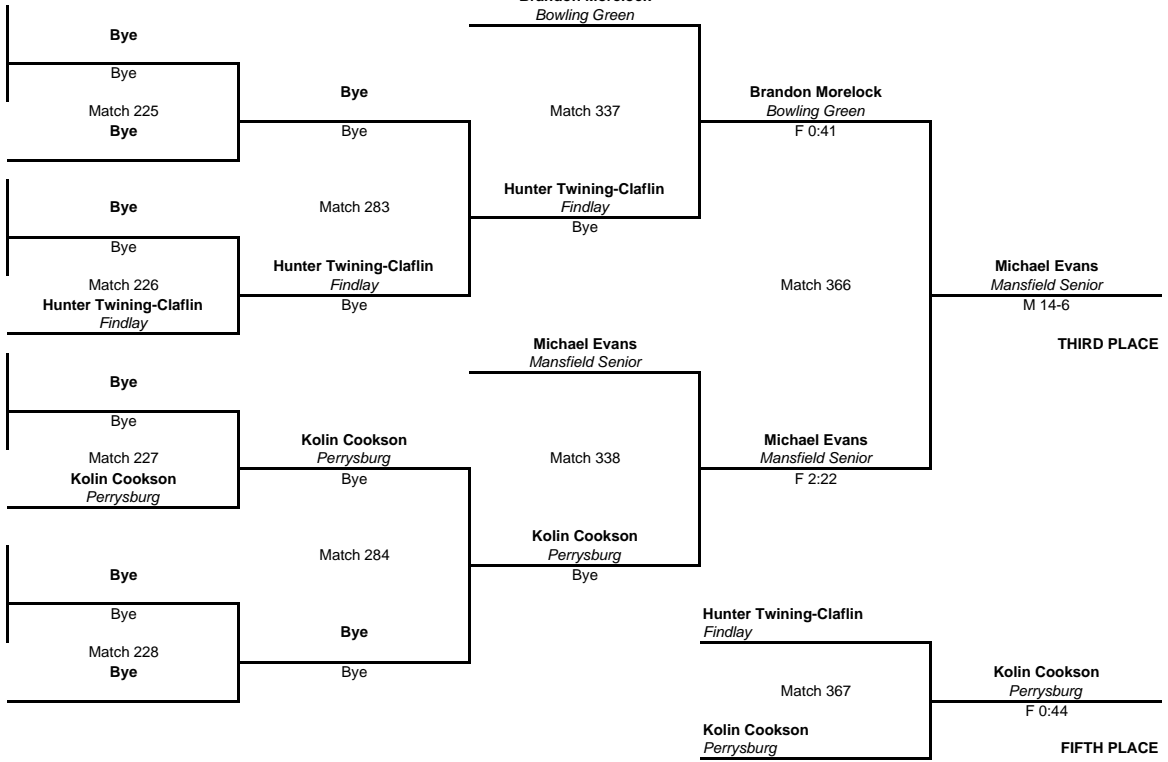 Bye
Bye
Match 225
Bye
Bye
Bye
Match 226
Hunter Twining-Claflin
Findlay
Bye
Bye
Match 227
Kolin Cookson
Perrysburg
Bye
Bye
Match 228
Bye
Bye
Bye
Match 283
Hunter Twining-Claflin
Findlay
Bye
Kolin Cookson
Perrysburg
Bye
Match 284
Bye
Bye
Brandon Morelock
Bowling Green
Match 337
Hunter Twining-Claflin
Findlay
Bye
Michael Evans
Mansfield Senior
Match 338
Kolin Cookson
Perrysburg
Bye
Brandon Morelock
Bowling Green
F 0:41
Match 366
Michael Evans
Mansfield Senior
F 2:22
Hunter Twining-Claflin
Findlay
Match 367
Kolin Cookson
Perrysburg
Michael Evans
Mansfield Senior
M 14-6
THIRD PLACE
Kolin Cookson
Perrysburg
F 0:44
FIFTH PLACE